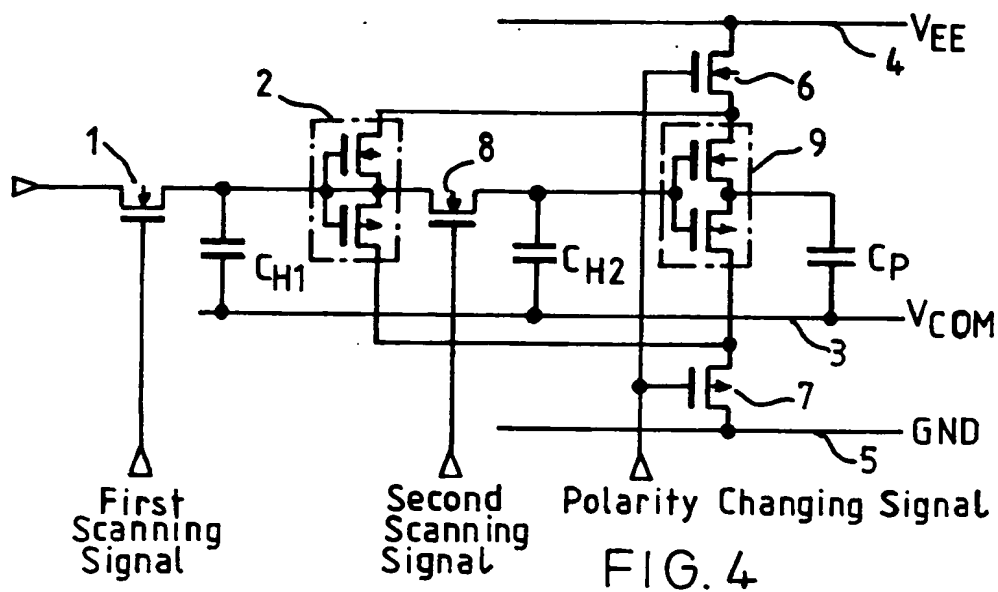 V_EE
4
6
2
1
8
9
C_H1
C_H2
C_P
V_COM
3
7
GND
5
First
Scanning
Signal
Second
Scanning
Signal
Polarity Changing Signal
FIG. 4